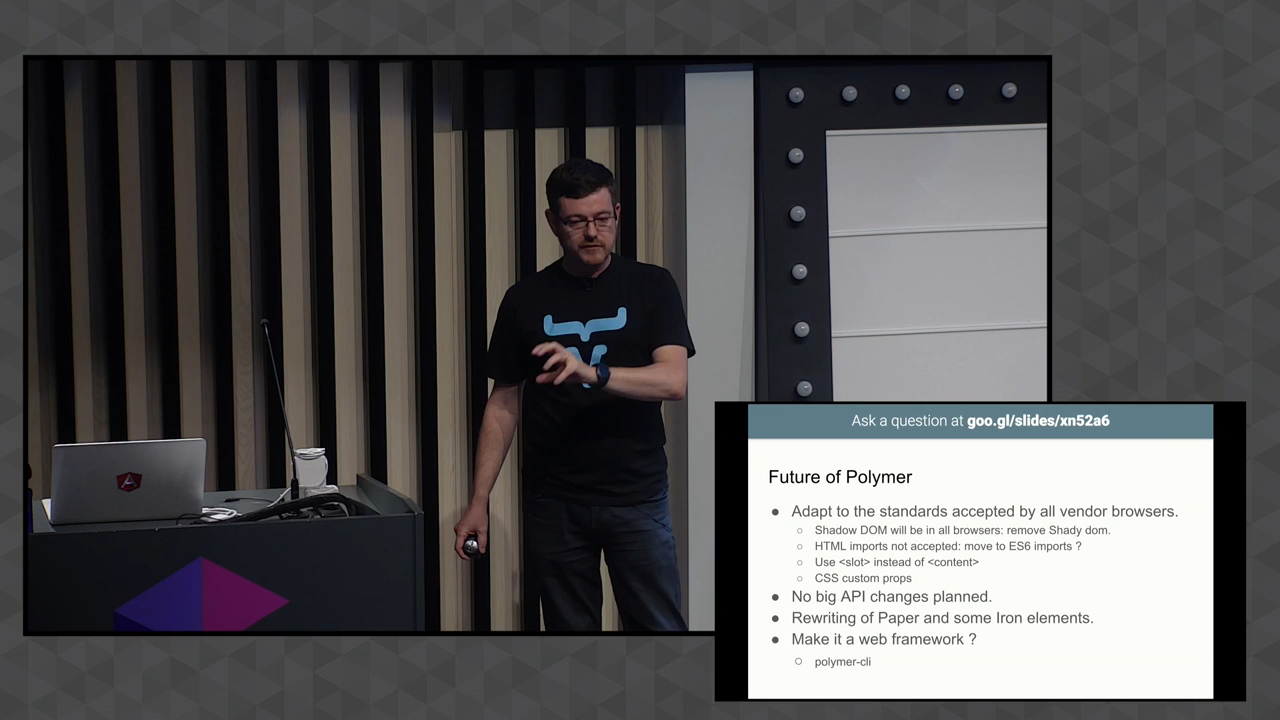 A
Ask a question at goo.gl/slides/xn52a6
Future of Polymer
● Adapt to the standards accepted by all vendor browsers.
○ Shadow DOM will be in all browsers: remove Shady dom.
○ HTML imports not accepted: move to ES6 imports ?
○ Use <slot> instead of <content>
○ CSS custom props
● No big API changes planned.
● Rewriting of Paper and some Iron elements.
● Make it a web framework ?
○ polymer-cli